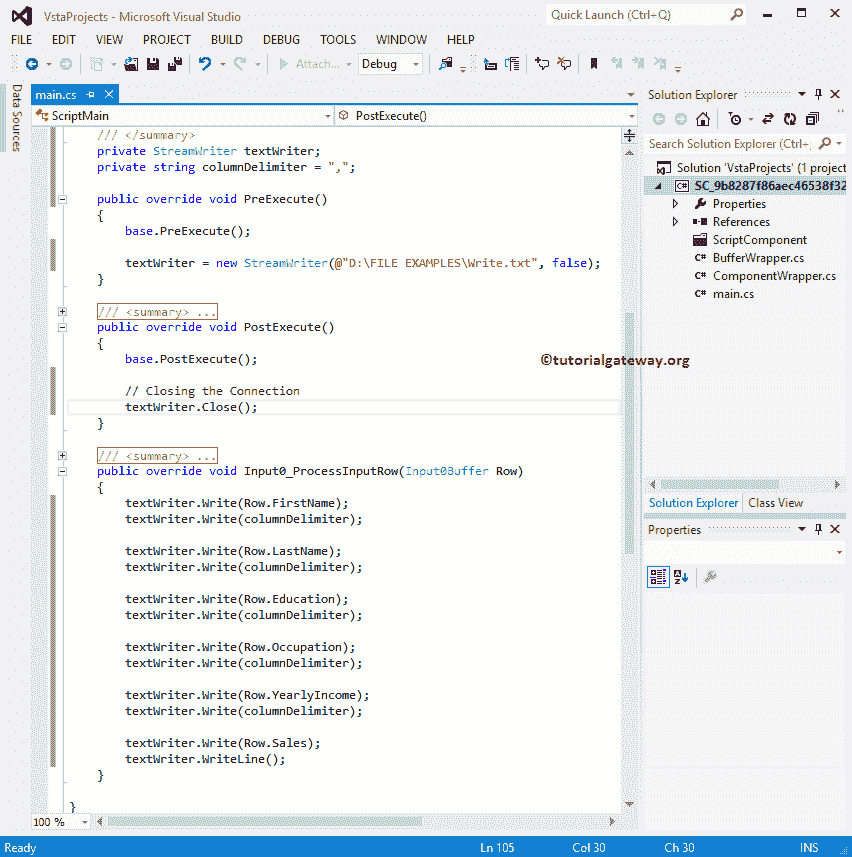 VstaProjects - Microsoft Visual Studio
Quick Launch (Ctrl+Q)
FILE EDIT VIEW PROJECT BUILD DEBUG TOOLS WINDOW HELP
Attach... Debug
Data Sources
main.cs
ScriptMain PostExecute()
/// </summary>
private StreamWriter textWriter;
private string columnDelimiter = ",";
public override void PreExecute()
{
base.PreExecute();
textWriter = new StreamWriter(@"D:\FILE EXAMPLES\Write.txt", false);
}
/// <summary> ...
public override void PostExecute()
{
base.PostExecute();
// Closing the Connection
textWriter.Close();
}
/// <summary> ...
public override void Input0_ProcessInputRow(Input0Buffer Row)
{
textWriter.Write(Row.FirstName);
textWriter.Write(columnDelimiter);
textWriter.Write(Row.LastName);
textWriter.Write(columnDelimiter);
textWriter.Write(Row.Education);
textWriter.Write(columnDelimiter);
textWriter.Write(Row.Occupation);
textWriter.Write(columnDelimiter);
textWriter.Write(Row.YearlyIncome);
textWriter.Write(columnDelimiter);
textWriter.Write(Row.Sales);
textWriter.WriteLine();
}
}
100 %
©tutorialgateway.org
Solution Explorer
Search Solution Explorer (Ctrl+;
Solution 'VstaProjects' (1 project
C# SC_9b8287f86aec46538f32
Properties
References
ScriptComponent
C# BufferWrapper.cs
C# ComponentWrapper.cs
C# main.cs
Solution Explorer Class View
Properties
Ready Ln 105 Col 30 Ch 30 INS